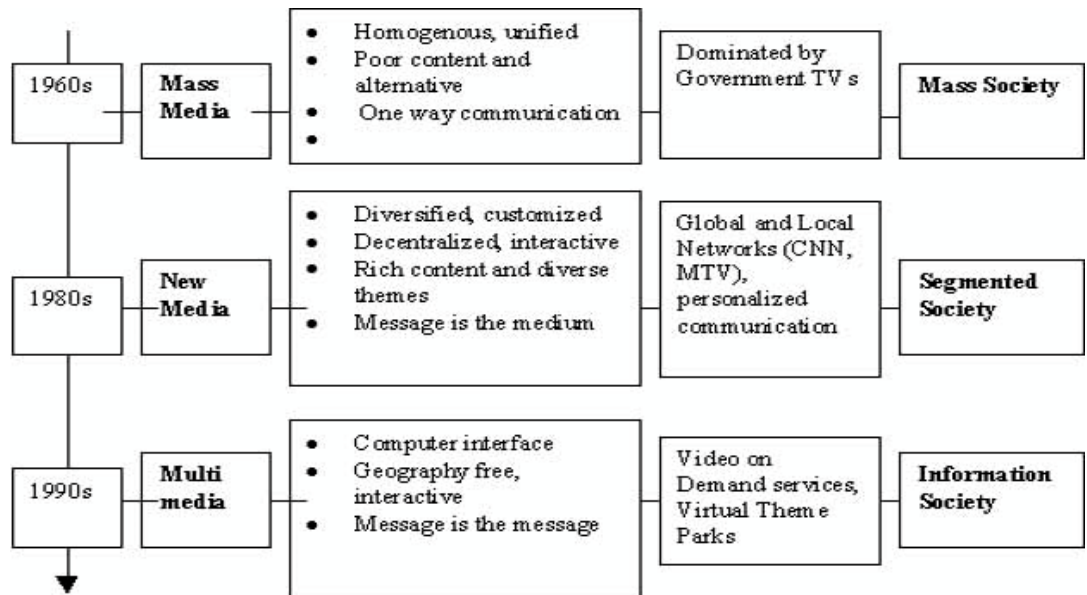 1960s
Mass
Media
• Homogenous, unified
• Poor content and
alternative
• One way communication
•
Dominated by
Government TVs
Mass Society
1980s
New
Media
• Diversified, customized
• Decentralized, interactive
• Rich content and diverse
themes
• Message is the medium
Global and Local
Networks (CNN,
MTV),
personalized
communication
Segmented
Society
1990s
Multi
media
• Computer interface
• Geography free,
interactive
• Message is the message
Video on
Demand services,
Virtual Theme
Parks
Information
Society